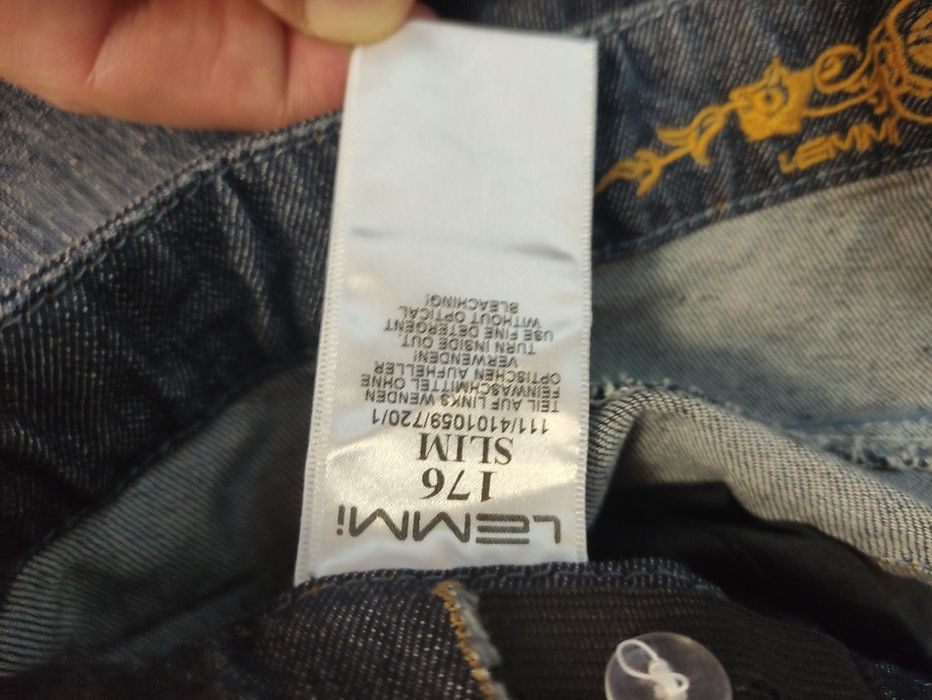 LEMMi
176
SLIM
111/4101059/720/1
TEIL AUF LINKS WENDEN
FEINWASCHMITTEL OHNE
OPTISCHEN AUFHELLER
VERWENDEN!
TURN INSIDE OUT.
USE FINE DETERGENT
WITHOUT OPTICAL
BLEACHING!
LEMMi